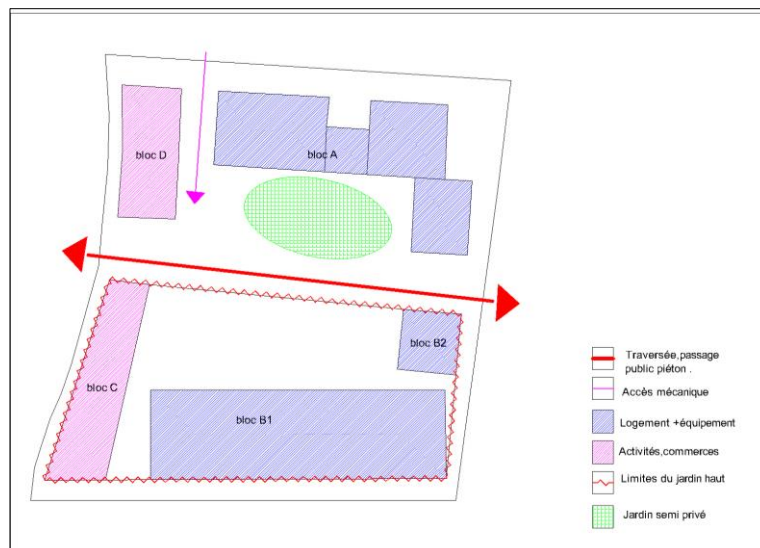 bloc D
bloc A
bloc B2
bloc C
bloc B1
Traversée,passage
public piéton .
Accès mécanique
Logement +équipement
Activités,commerces
Limites du jardin haut
Jardin semi privé